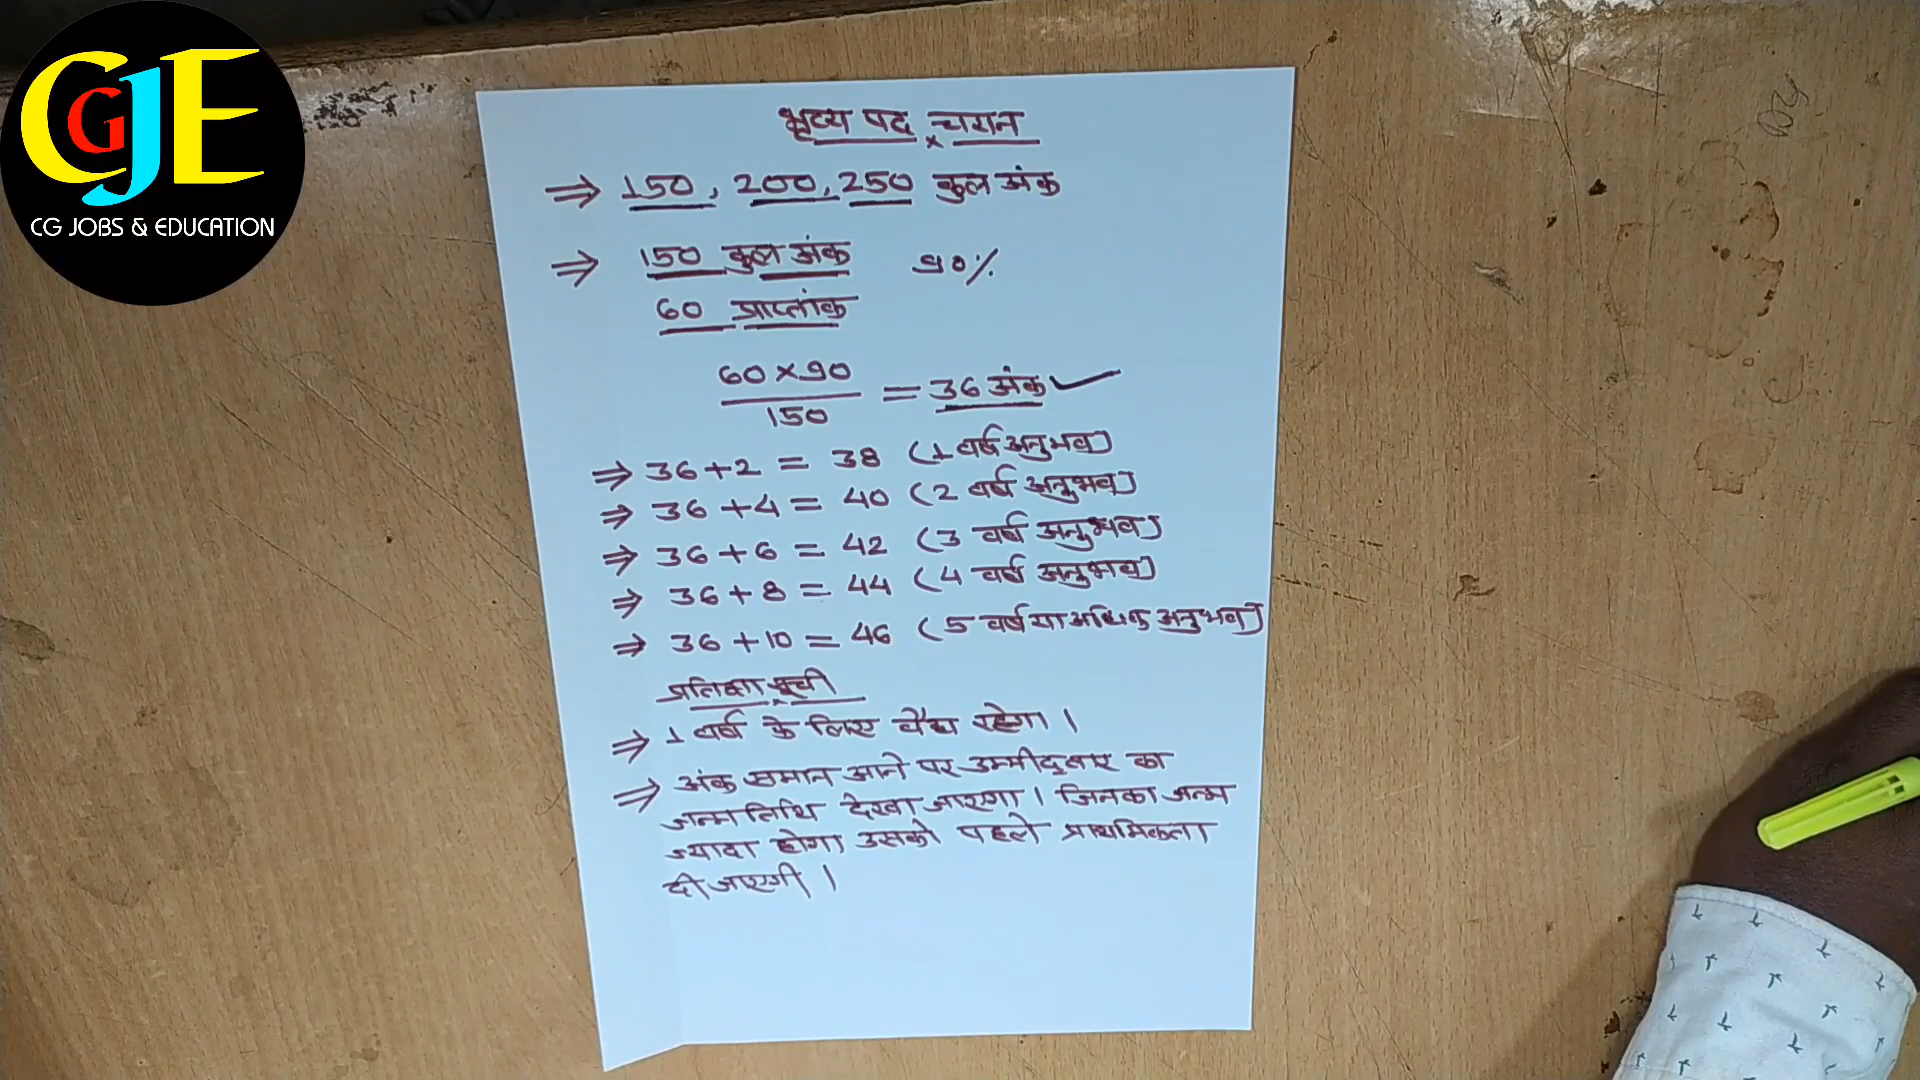 CGJE
CG JOBS & EDUCATION
भृत्य पद चयन
⇒ 150, 200, 250 कुल अंक
⇒ 150 कुल अंक 90%
60 प्राप्तांक
60×90
150
= 36 अंक ✓
⇒ 36+2 = 38 (1 वर्ष अनुभव)
⇒ 36+4 = 40 (2 वर्ष अनुभव)
⇒ 36+6 = 42 (3 वर्ष अनुभव)
⇒ 36+8 = 44 (4 वर्ष अनुभव)
⇒ 36+10 = 46 (5 वर्ष या अधिक अनुभव)
प्रतिक्षा सूची
⇒ 1 वर्ष के लिए वैध रहेगा।
⇒ अंक समान आने पर उम्मीदवार का
जन्मतिथि देखा जाएगा। जिनका जन्म
ज्यादा होगा उसको पहले प्राथमिकता
दी जाएगी।